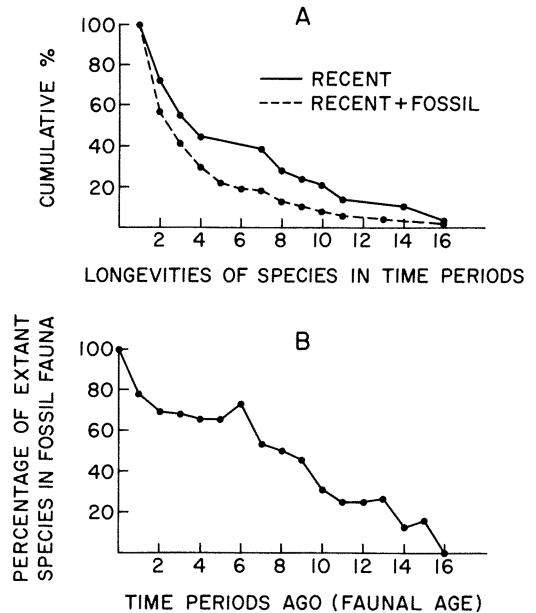 A
CUMULATIVE %
100
80
60
40
20
RECENT
RECENT + FOSSIL
2 4 6 8 10 12 14 16
LONGEVITIES OF SPECIES IN TIME PERIODS
B
PERCENTAGE OF EXTANT
SPECIES IN FOSSIL FAUNA
100
80
60
40
20
2 4 6 8 10 12 14 16
TIME PERIODS AGO (FAUNAL AGE)